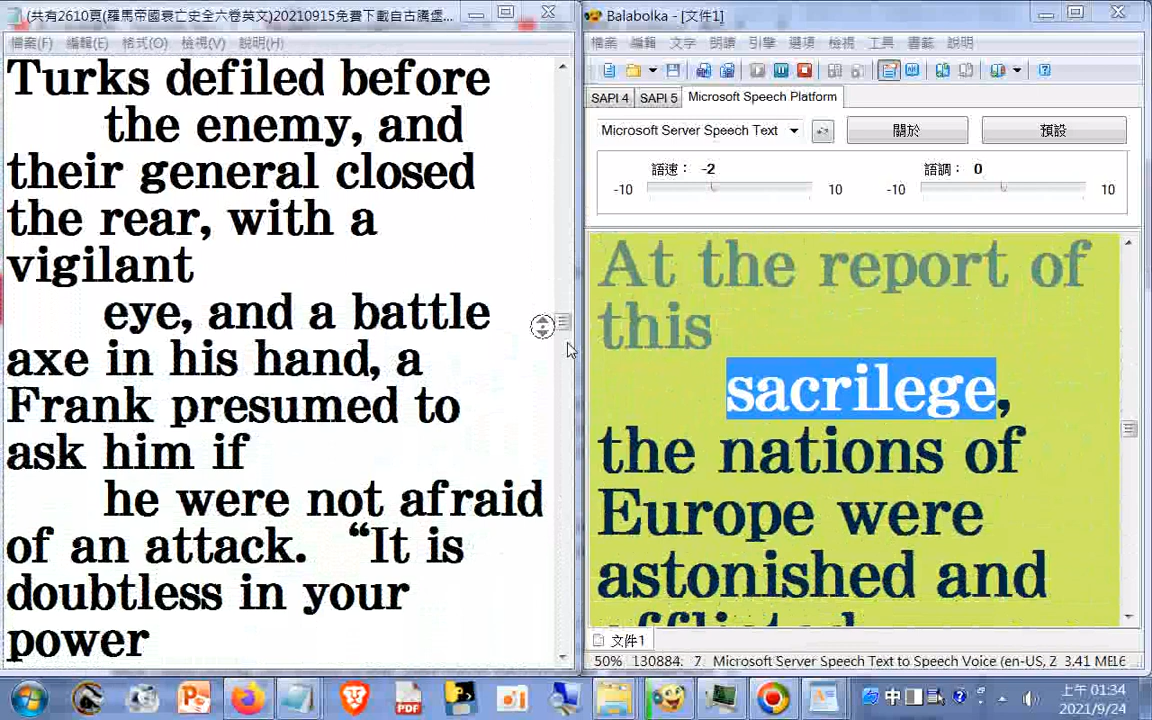 (共有2610頁(羅馬帝國衰亡史全六卷英文)20210915免費下載自古騰堡...
檔案(F) 編輯(E) 格式(O) 檢視(V) 說明(H)
Turks defiled before
the enemy, and
their general closed
the rear, with a
vigilant
eye, and a battle
axe in his hand, a
Frank presumed to
ask him if
he were not afraid
of an attack. “It is
doubtless in your
power
Balabolka - [文件1]
檔案 編輯 文字 朗讀 引擎 選項 檢視 工具 書籤 說明
SAPI 4 SAPI 5 Microsoft Speech Platform
Microsoft Server Speech Text 關於 預設
語速： -2 語調： 0
-10 10 -10 10
At the report of
this
sacrilege,
the nations of
Europe were
astonished and
afflicted
文件1
50% 130884: 7 Microsoft Server Speech Text to Speech Voice (en-US, Z 3,41 МБ
中
PDF
上午 01:34
2021/9/24